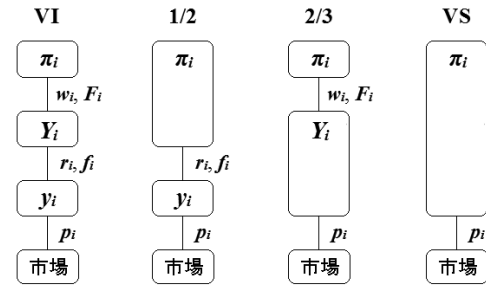 VI 1/2 2/3 VS
πi πi πi πi
wi, Fi wi, Fi
Yi Yi
ri, fi ri, fi
yi yi
pi pi pi pi
市場 市場 市場 市場